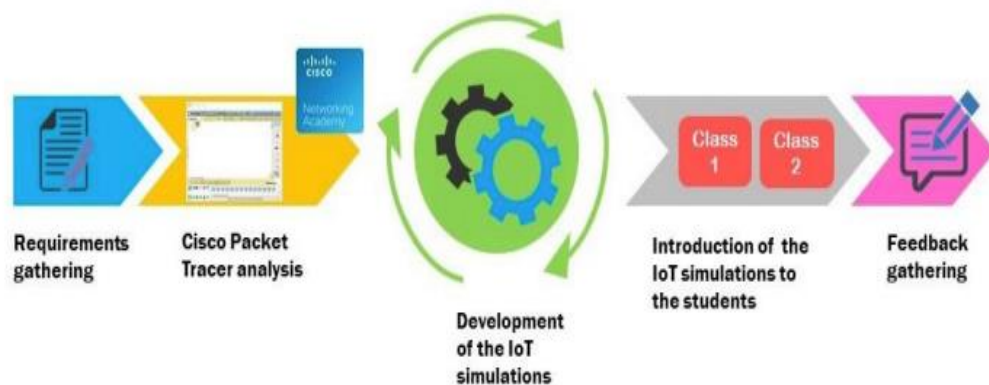 CISCO
Networking
Academy
Class
1
Class
2
Requirements
gathering
Cisco Packet
Tracer analysis
Development
of the IoT
simulations
Introduction of the
IoT simulations to
the students
Feedback
gathering